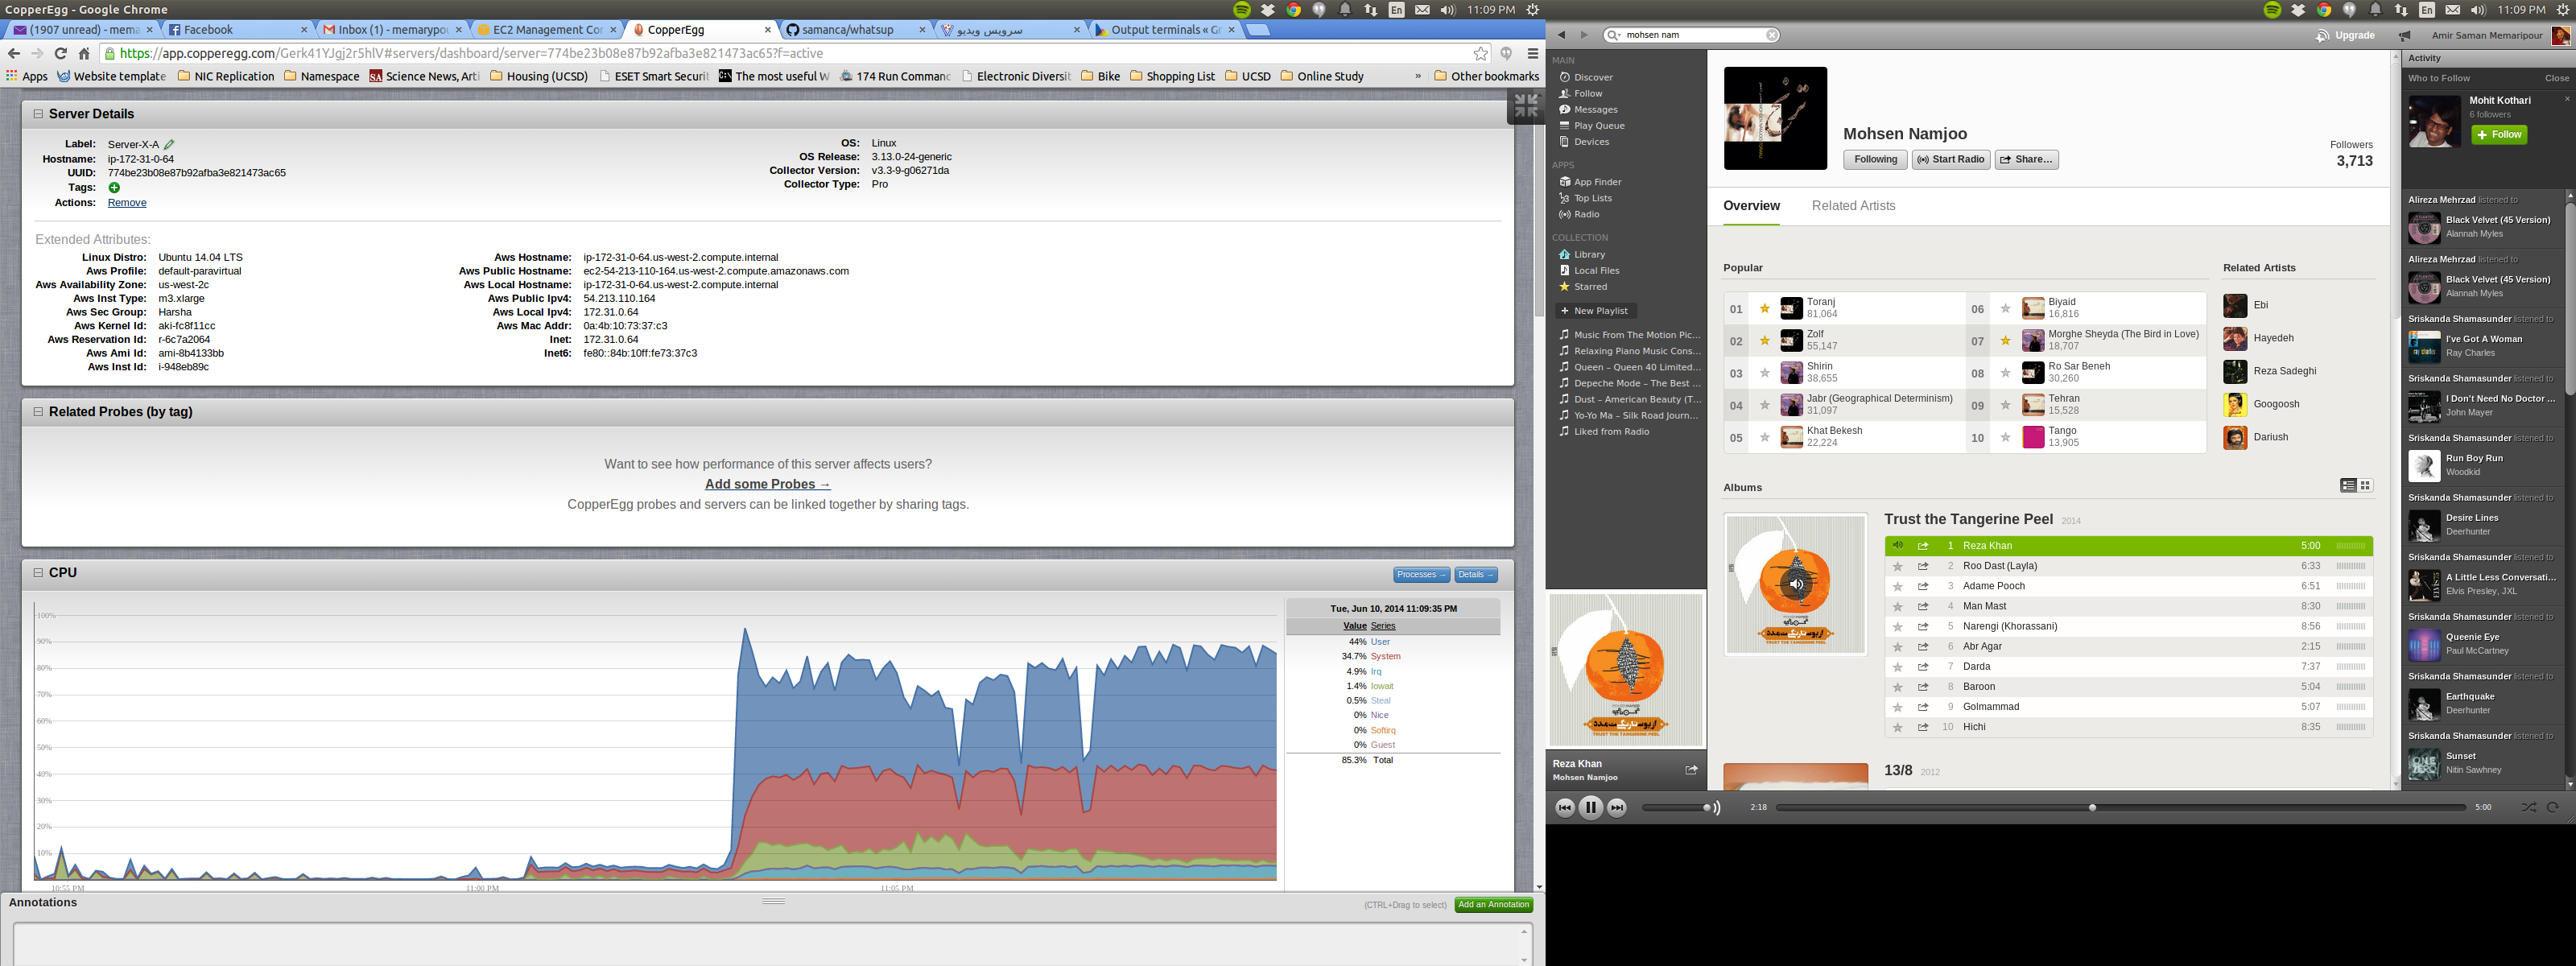 CopperEgg - Google Chrome
En
11:09 PM
(1907 unread) - mema
Facebook
Inbox (1) - memarypo
EC2 Management Co
CopperEgg
samanca/whatsup
سرویس ویدیو
Output terminals « Gr
https://app.copperegg.com/Gerk41YJgj2r5hlV#servers/dashboard/server=774be23b08e87b92afba3e821473ac65?f=active
Apps
Website template
NIC Replication
Namespace
Science News, Arti
Housing (UCSD)
ESET Smart Securit
The most useful W
174 Run Commanc
Electronic Diversit
Bike
Shopping List
UCSD
Online Study
»
Other bookmarks
Server Details
Label: Server-X-A
Hostname: ip-172-31-0-64
UUID: 774be23b08e87b92afba3e821473ac65
Tags:
Actions: Remove
OS: Linux
OS Release: 3.13.0-24-generic
Collector Version: v3.3-9-g06271da
Collector Type: Pro
Extended Attributes:
Linux Distro: Ubuntu 14.04 LTS
Aws Profile: default-paravirtual
Aws Availability Zone: us-west-2c
Aws Inst Type: m3.xlarge
Aws Sec Group: Harsha
Aws Kernel Id: aki-fc8f11cc
Aws Reservation Id: r-6c7a2064
Aws Ami Id: ami-8b4133bb
Aws Inst Id: i-948eb89c
Aws Hostname: ip-172-31-0-64.us-west-2.compute.internal
Aws Public Hostname: ec2-54-213-110-164.us-west-2.compute.amazonaws.com
Aws Local Hostname: ip-172-31-0-64.us-west-2.compute.internal
Aws Public Ipv4: 54.213.110.164
Aws Local Ipv4: 172.31.0.64
Aws Mac Addr: 0a:4b:10:73:37:c3
Inet: 172.31.0.64
Inet6: fe80::84b:10ff:fe73:37c3
Related Probes (by tag)
Want to see how performance of this server affects users?
Add some Probes →
CopperEgg probes and servers can be linked together by sharing tags.
CPU
Processes →
Details →
100%
90%
80%
70%
60%
50%
40%
30%
20%
10%
10:55 PM
11:00 PM
11:05 PM
Tue, Jun 10, 2014 11:09:35 PM
Value Series
44% User
34.7% System
4.9% Irq
1.4% Iowait
0.5% Steal
0% Nice
0% Softirq
0% Guest
85.3% Total
Annotations
(CTRL+Drag to select)
Add an Annotation
En
11:09 PM
mohsen nam
Upgrade
Amir Saman Memaripour
MAIN
Discover
Follow
Messages
Play Queue
Devices
APPS
App Finder
Top Lists
Radio
COLLECTION
Library
Local Files
Starred
+ New Playlist
Music From The Motion Pic...
Relaxing Piano Music Cons...
Queen – Queen 40 Limited...
Depeche Mode – The Best ...
Dust – American Beauty (T...
Yo-Yo Ma – Silk Road Journ...
Liked from Radio
TRUST THE TANGERINE PEEL
Reza Khan
Mohsen Namjoo
Mohsen Namjoo
Following
Start Radio
Share...
Followers
3,713
Overview
Related Artists
Popular
01 Toranj
81,064
02 Zolf
55,147
03 Shirin
38,655
04 Jabr (Geographical Determinism)
31,097
05 Khat Bekesh
22,224
06 Biyaid
16,816
07 Morghe Sheyda (The Bird in Love)
18,707
08 Ro Sar Beneh
30,260
09 Tehran
15,528
10 Tango
13,905
Related Artists
Ebi
Hayedeh
Reza Sadeghi
Googoosh
Dariush
Albums
TRUST THE TANGERINE PEEL
Trust the Tangerine Peel 2014
1 Reza Khan 5:00
2 Roo Dast (Layla) 6:33
3 Adame Pooch 6:51
4 Man Mast 8:30
5 Narengi (Khorassani) 8:56
6 Abr Agar 2:15
7 Darda 7:37
8 Baroon 5:04
9 Golmammad 5:07
10 Hichi 8:35
13/8 2012
2:18
5:00
Activity
Who to Follow
Close
Mohit Kothari
6 followers
+ Follow
Alireza Mehrzad listened to
Black Velvet (45 Version)
Alannah Myles
Alireza Mehrzad listened to
Black Velvet (45 Version)
Alannah Myles
Sriskanda Shamasunder listened to
I've Got A Woman
Ray Charles
Sriskanda Shamasunder listened to
I Don't Need No Doctor ...
John Mayer
Sriskanda Shamasunder listened to
Run Boy Run
Woodkid
Sriskanda Shamasunder listened to
Desire Lines
Deerhunter
Sriskanda Shamasunder listened to
A Little Less Conversati...
Elvis Presley, JXL
Sriskanda Shamasunder listened to
Queenie Eye
Paul McCartney
Sriskanda Shamasunder listened to
Earthquake
Deerhunter
Sriskanda Shamasunder listened to
Sunset
Nitin Sawhney